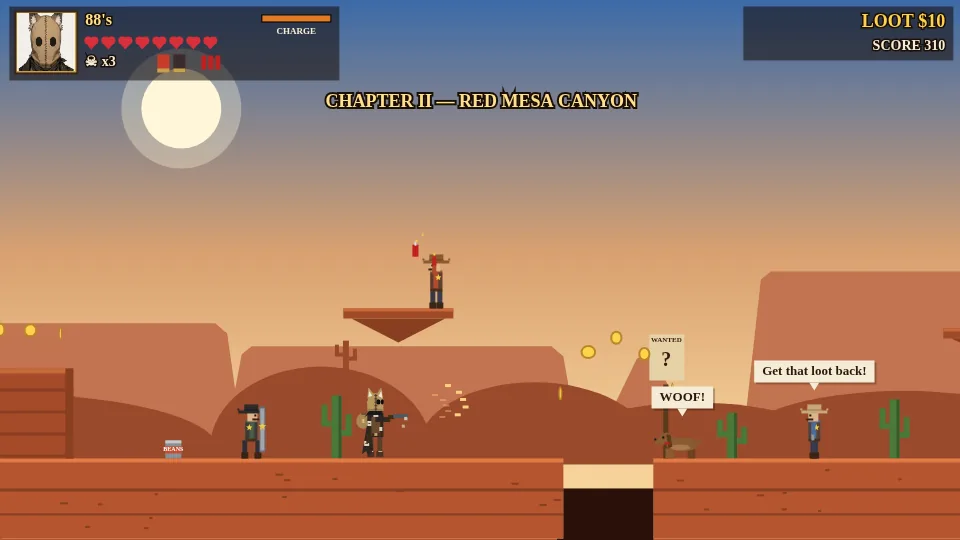 88's
CHARGE
x3
LOOT $10
SCORE 310
CHAPTER II — RED MESA CANYON
WANTED
?
Get that loot back!
WOOF!
BEANS